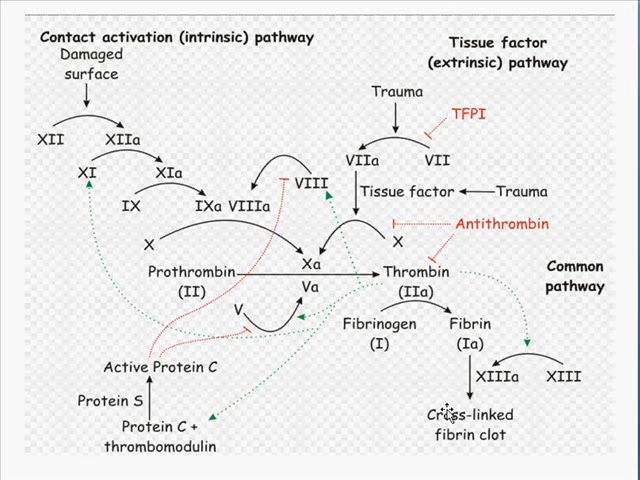 Contact activation (intrinsic) pathway
Damaged
surface
Tissue factor
(extrinsic) pathway
Trauma
TFPI
XII
XIIa
VIIa
VII
XI
XIa
VIII
Tissue factor
Trauma
IX
IXa
VIIIa
Antithrombin
X
X
Xa
Prothrombin
(II)
Thrombin
(IIa)
Common
pathway
Va
V
Fibrinogen
(I)
Fibrin
(Ia)
Active Protein C
XIIIa
XIII
Protein S
Cross-linked
fibrin clot
Protein C +
thrombomodulin